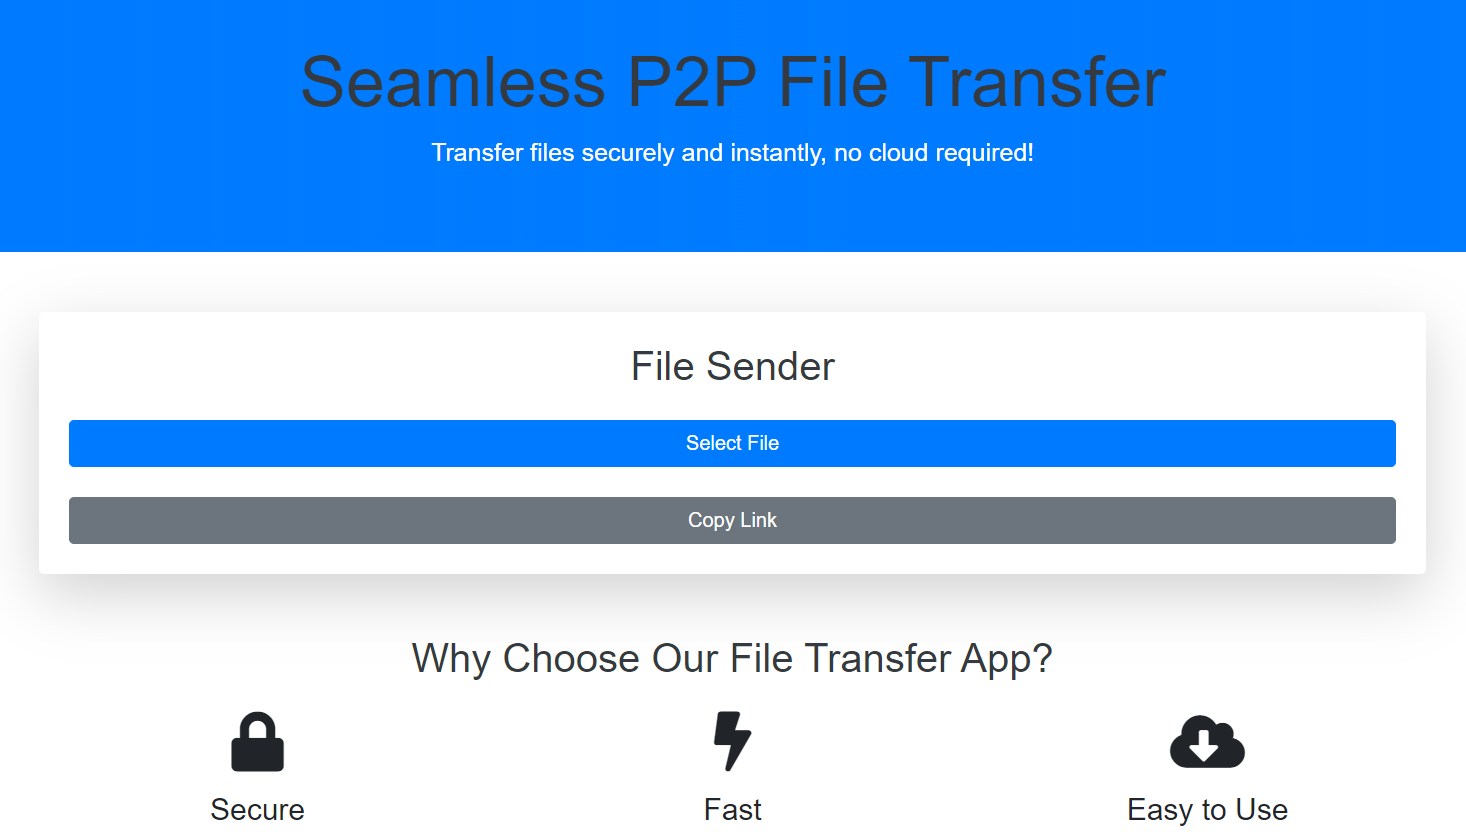 Seamless P2P File Transfer
Transfer files securely and instantly, no cloud required!
File Sender
Select File
Copy Link
Why Choose Our File Transfer App?
Secure
Fast
Easy to Use